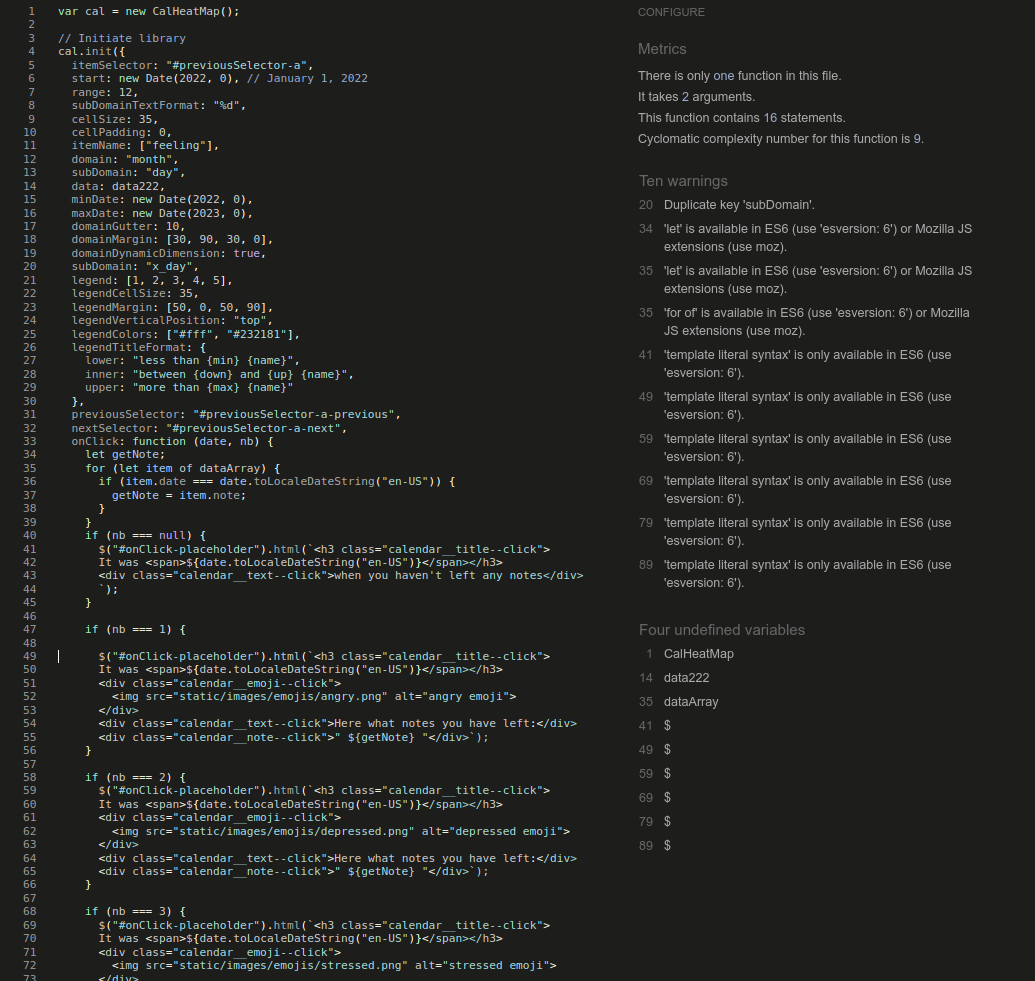 1 var cal = new CalHeatMap();
2
3 // Initiate library
4 cal.init({
5 itemSelector: "#previousSelector-a",
6 start: new Date(2022, 0), // January 1, 2022
7 range: 12,
8 subDomainTextFormat: "%d",
9 cellSize: 35,
10 cellPadding: 0,
11 itemName: ["feeling"],
12 domain: "month",
13 subDomain: "day",
14 data: data222,
15 minDate: new Date(2022, 0),
16 maxDate: new Date(2023, 0),
17 domainGutter: 10,
18 domainMargin: [30, 90, 30, 0],
19 domainDynamicDimension: true,
20 subDomain: "x_day",
21 legend: [1, 2, 3, 4, 5],
22 legendCellSize: 35,
23 legendMargin: [50, 0, 50, 90],
24 legendVerticalPosition: "top",
25 legendColors: ["#fff", "#232181"],
26 legendTitleFormat: {
27 lower: "less than {min} {name}",
28 inner: "between {down} and {up} {name}",
29 upper: "more than {max} {name}"
30 },
31 previousSelector: "#previousSelector-a-previous",
32 nextSelector: "#previousSelector-a-next",
33 onClick: function (date, nb) {
34 let getNote;
35 for (let item of dataArray) {
36 if (item.date === date.toLocaleDateString("en-US")) {
37 getNote = item.note;
38 }
39 }
40 if (nb === null) {
41 $("#onClick-placeholder").html(`<h3 class="calendar__title--click">
42 It was <span>${date.toLocaleDateString("en-US")}</span></h3>
43 <div class="calendar__text--click">when you haven't left any notes</div>
44 `);
45 }
46
47 if (nb === 1) {
48
49 $("#onClick-placeholder").html(`<h3 class="calendar__title--click">
50 It was <span>${date.toLocaleDateString("en-US")}</span></h3>
51 <div class="calendar__emoji--click">
52 <img src="static/images/emojis/angry.png" alt="angry emoji">
53 </div>
54 <div class="calendar__text--click">Here what notes you have left:</div>
55 <div class="calendar__note--click">" ${getNote} "</div>`);
56 }
57
58 if (nb === 2) {
59 $("#onClick-placeholder").html(`<h3 class="calendar__title--click">
60 It was <span>${date.toLocaleDateString("en-US")}</span></h3>
61 <div class="calendar__emoji--click">
62 <img src="static/images/emojis/depressed.png" alt="depressed emoji">
63 </div>
64 <div class="calendar__text--click">Here what notes you have left:</div>
65 <div class="calendar__note--click">" ${getNote} "</div>`);
66 }
67
68 if (nb === 3) {
69 $("#onClick-placeholder").html(`<h3 class="calendar__title--click">
70 It was <span>${date.toLocaleDateString("en-US")}</span></h3>
71 <div class="calendar__emoji--click">
72 <img src="static/images/emojis/stressed.png" alt="stressed emoji">
73 </div>
CONFIGURE
Metrics
There is only one function in this file.
It takes 2 arguments.
This function contains 16 statements.
Cyclomatic complexity number for this function is 9.
Ten warnings
20 Duplicate key 'subDomain'.
34 'let' is available in ES6 (use 'esversion: 6') or Mozilla JS
extensions (use moz).
35 'let' is available in ES6 (use 'esversion: 6') or Mozilla JS
extensions (use moz).
35 'for of' is available in ES6 (use 'esversion: 6') or Mozilla
JS extensions (use moz).
41 'template literal syntax' is only available in ES6 (use
'esversion: 6').
49 'template literal syntax' is only available in ES6 (use
'esversion: 6').
59 'template literal syntax' is only available in ES6 (use
'esversion: 6').
69 'template literal syntax' is only available in ES6 (use
'esversion: 6').
79 'template literal syntax' is only available in ES6 (use
'esversion: 6').
89 'template literal syntax' is only available in ES6 (use
'esversion: 6').
Four undefined variables
1 CalHeatMap
14 data222
35 dataArray
41 $
49 $
59 $
69 $
79 $
89 $